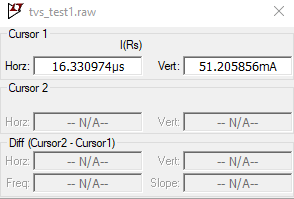 tvs_test1.raw
Cursor 1
I(Rs)
Horz: 16.330974µs Vert: 51.205856mA
Cursor 2
Horz: -- N/A-- Vert: -- N/A--
Diff (Cursor2 - Cursor1)
Horz: -- N/A-- Vert: -- N/A--
Freq: -- N/A-- Slope: -- N/A--